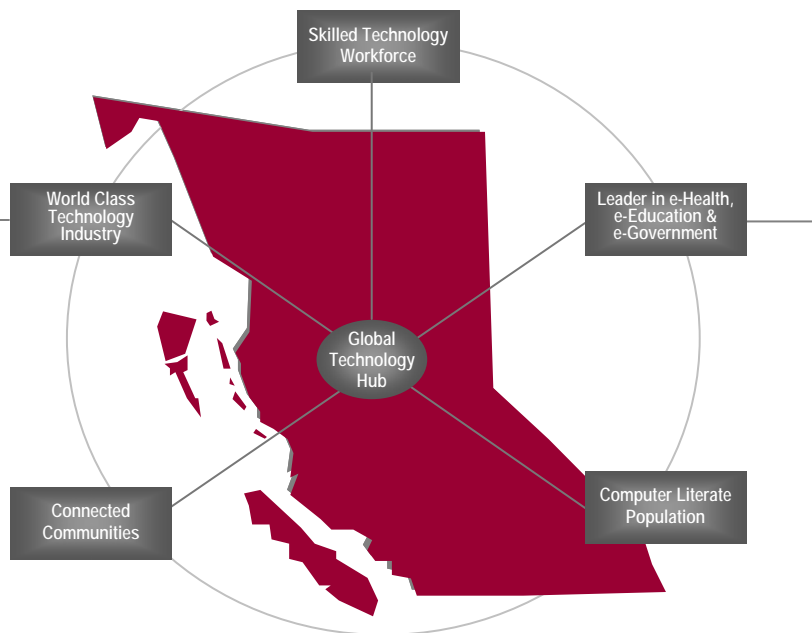 Skilled Technology
Workforce
World Class
Technology
Industry
Leader in e-Health,
e-Education &
e-Government
Global
Technology
Hub
Connected
Communities
Computer Literate
Population